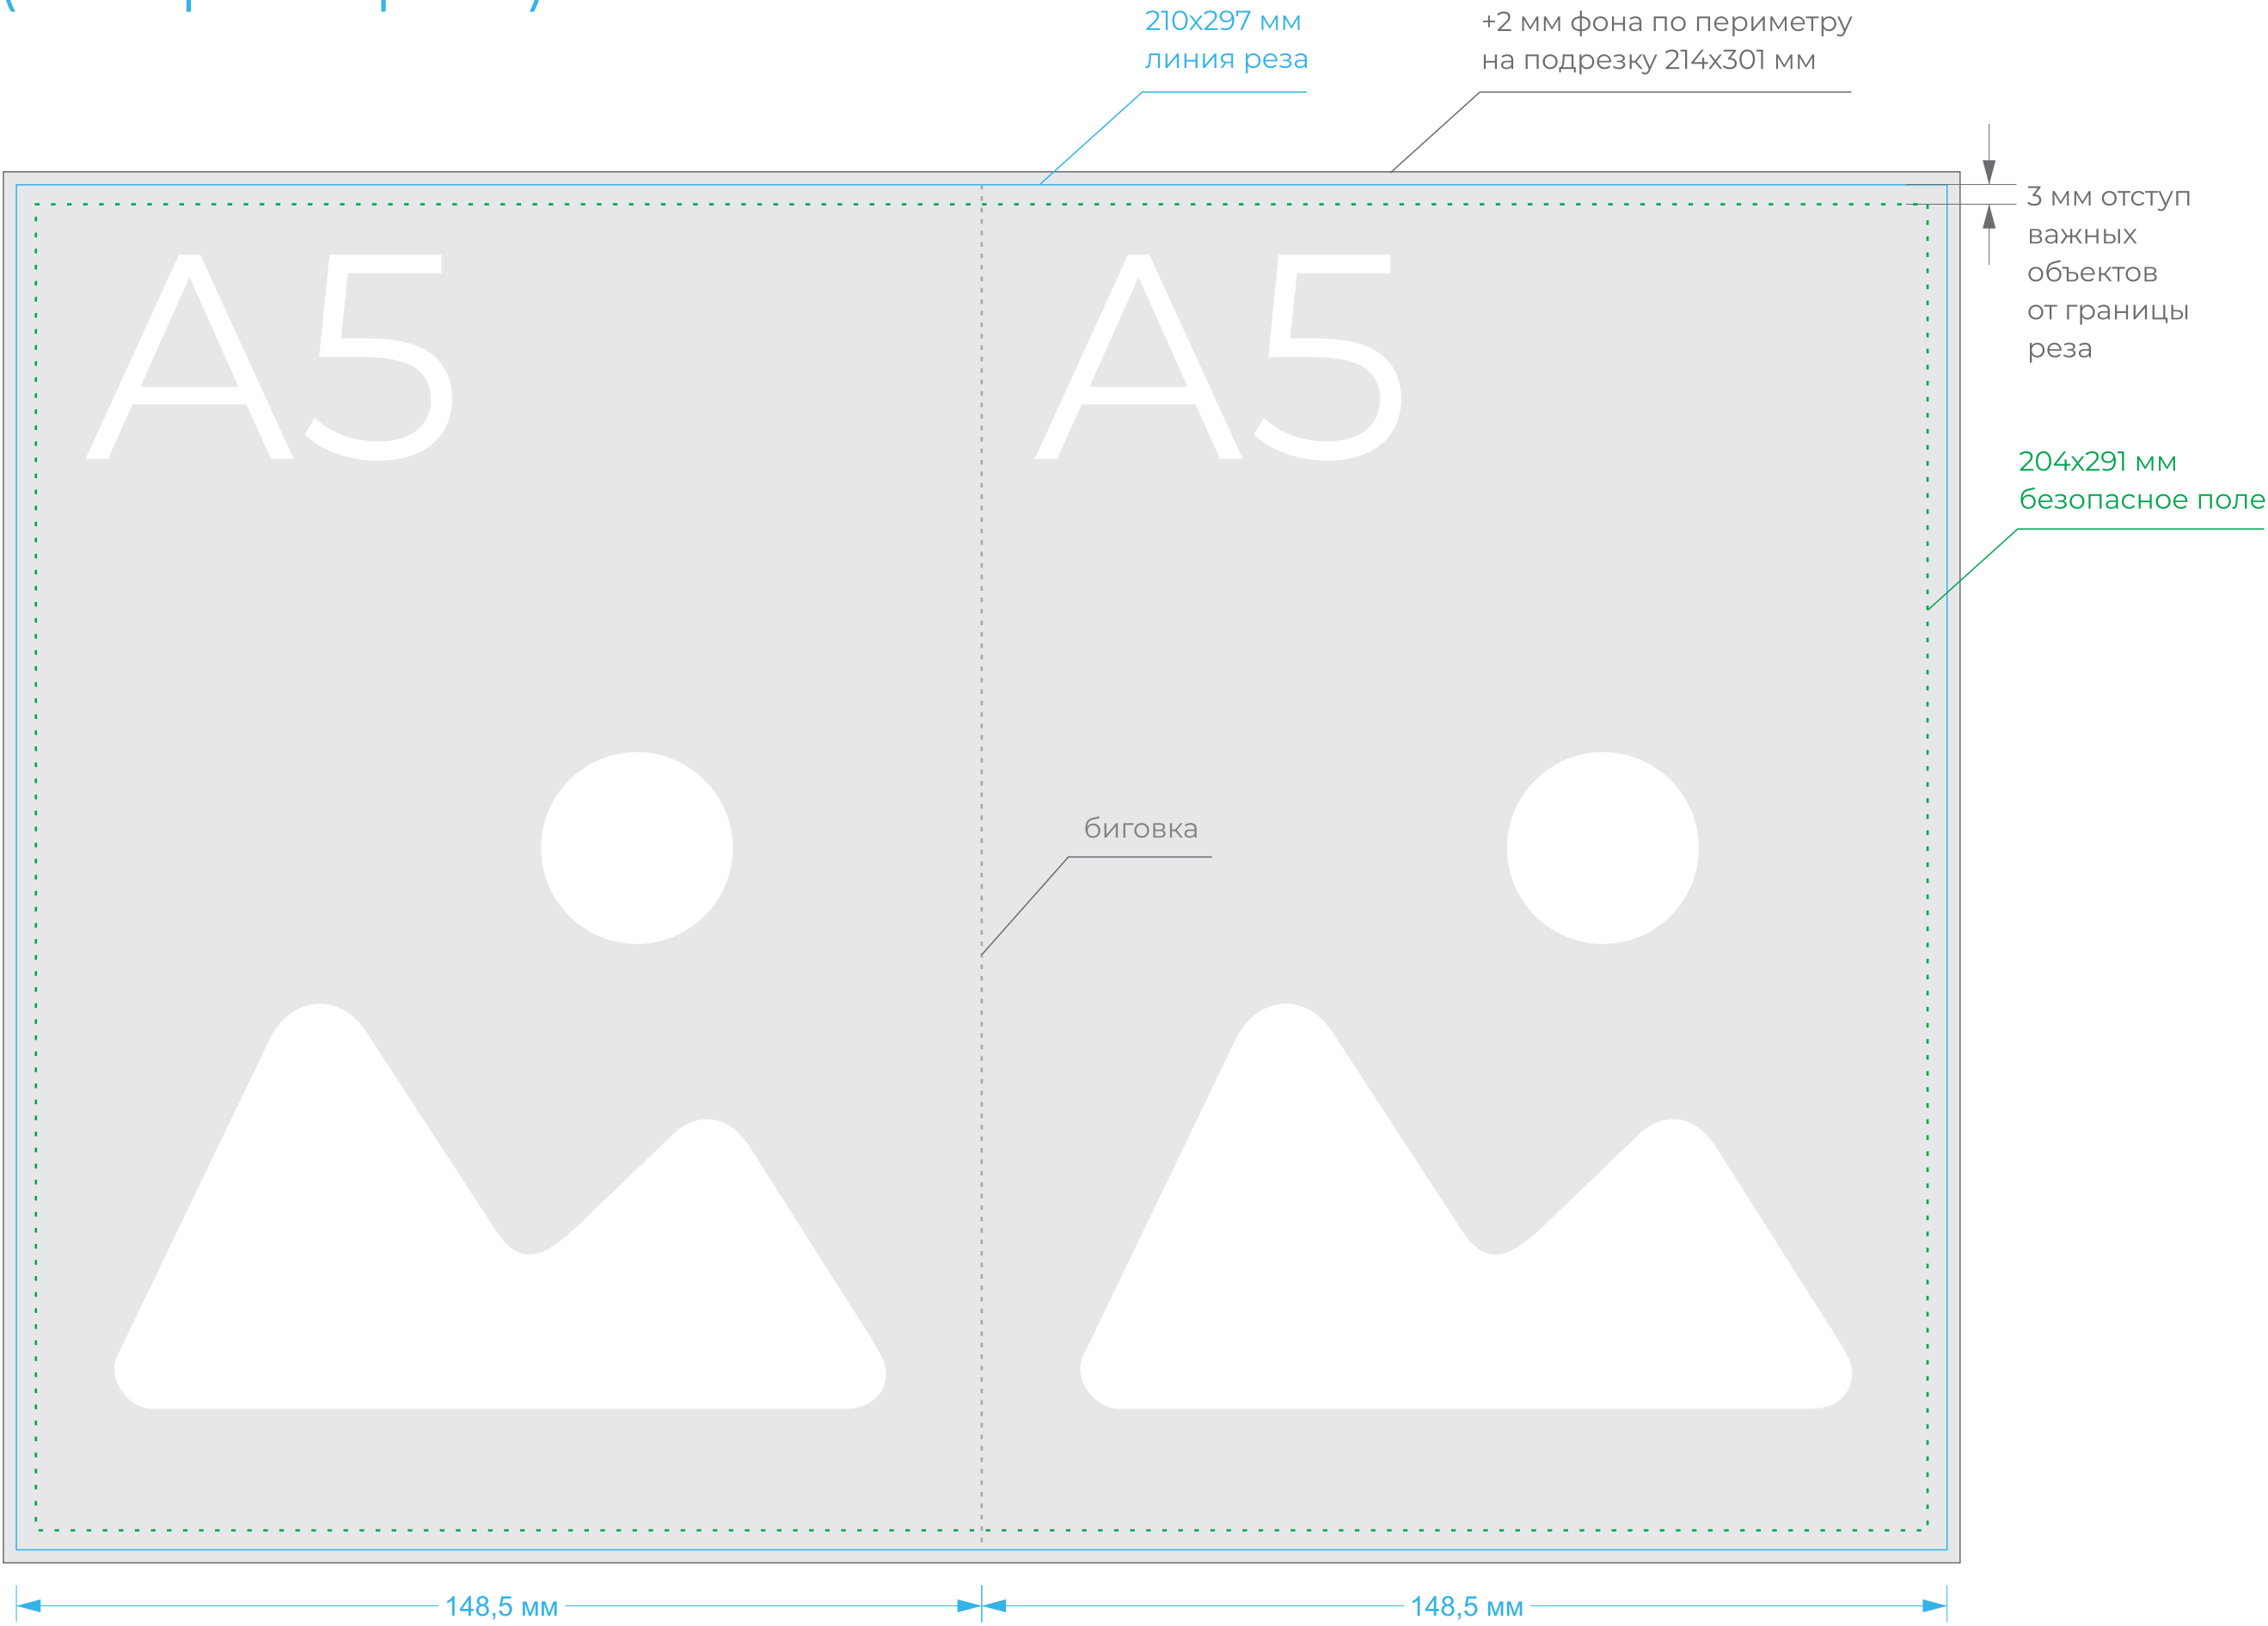 210x297 мм
линия реза
+2 мм фона по периметру
на подрезку 214x301 мм
3 мм отступ
важных
объектов
от границы
реза
A5
A5
204x291 мм
безопасное поле
биговка
148,5 мм
148,5 мм